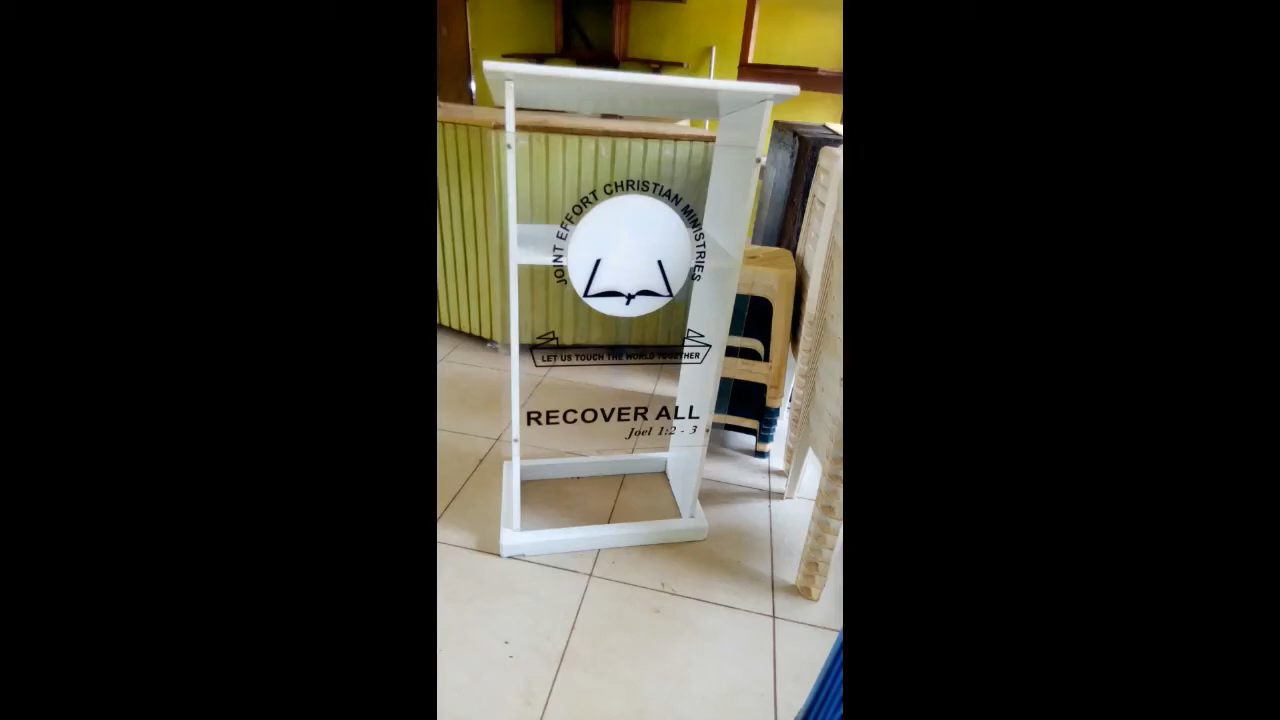 JOINT EFFORT CHRISTIAN MINISTRIES
LET US TOUCH THE WORLD TOGETHER
RECOVER ALL
Joel 1:2 - 3